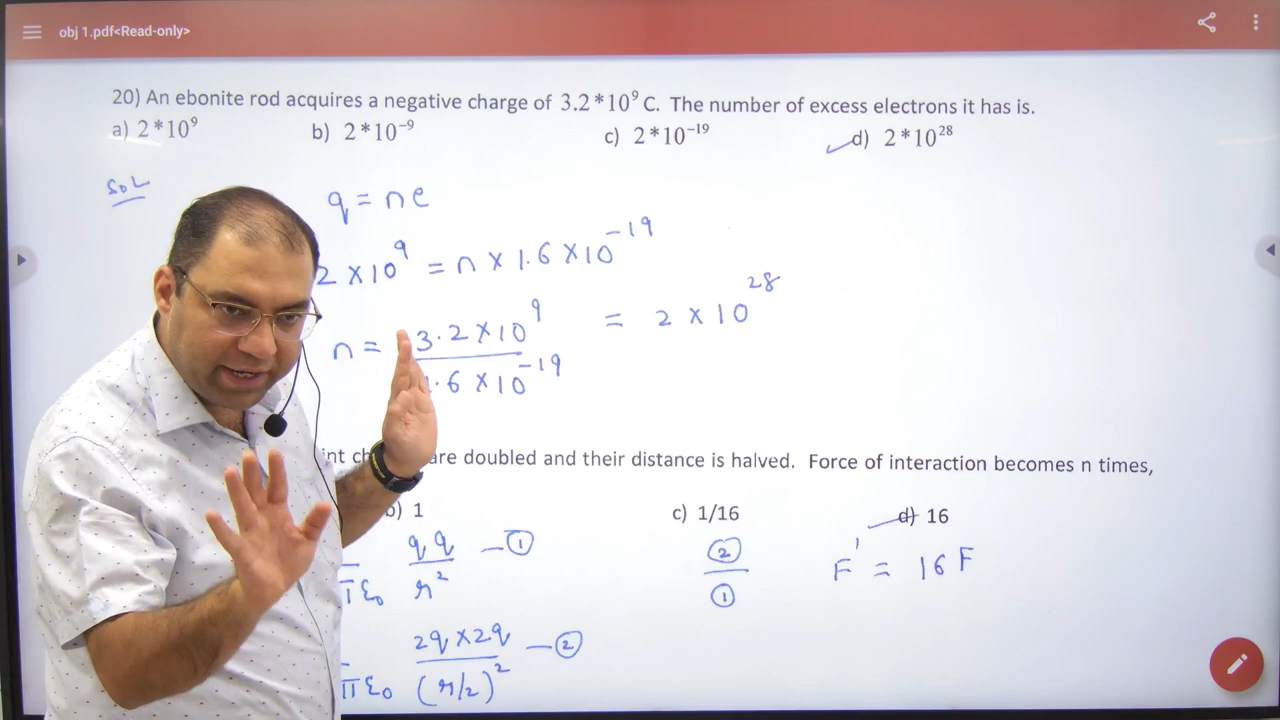 obj 1.pdf<Read-only>
20) An ebonite rod acquires a negative charge of 3.2*10⁹ C. The number of excess electrons it has is.
a) 2*10⁹ b) 2*10⁻⁹ c) 2*10⁻¹⁹ d) 2*10²⁸
SOL
q = ne
2 × 10⁹ = n × 1.6 × 10⁻¹⁹
n = 3.2 × 10⁹ / 1.6 × 10⁻¹⁹ = 2 × 10²⁸
are doubled and their distance is halved. Force of interaction becomes n times,
b) 1 c) 1/16 d) 16
πε₀ qq / r² — ① ② / ① F' = 16 F
πε₀ 2q×2q / (r/2)² — ②